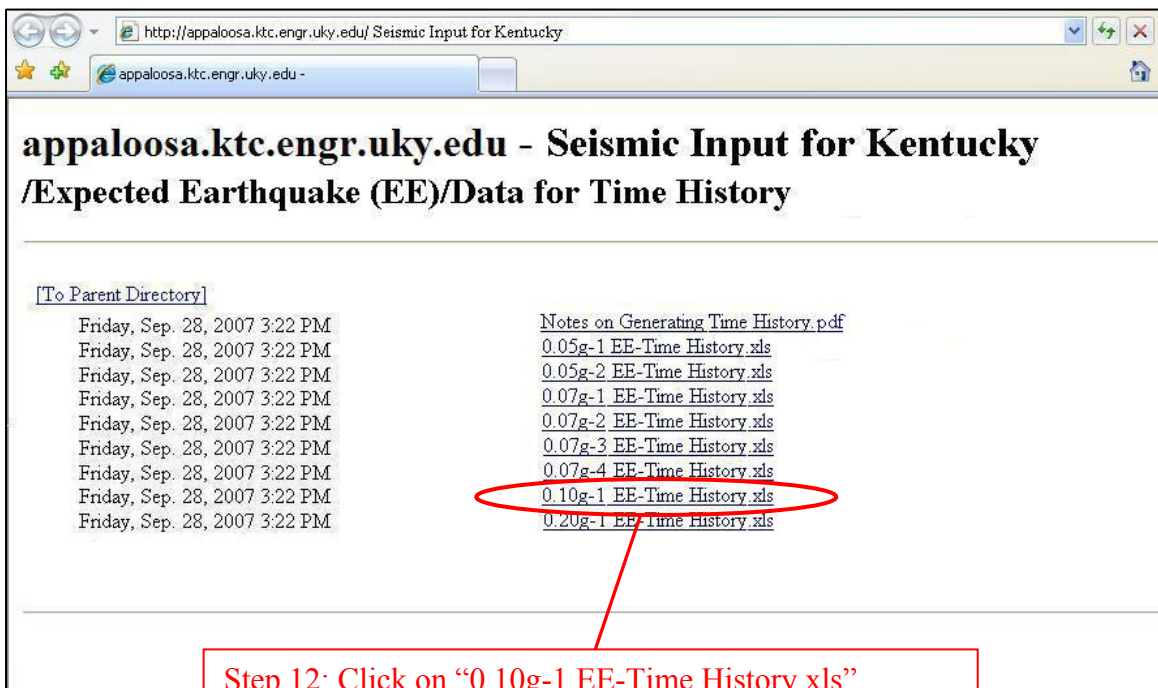 http://appaloosa.ktc.engr.uky.edu/ Seismic Input for Kentucky
appaloosa.ktc.engr.uky.edu -
appaloosa.ktc.engr.uky.edu - Seismic Input for Kentucky
/Expected Earthquake (EE)/Data for Time History
[To Parent Directory]
Friday, Sep. 28, 2007 3:22 PM Notes on Generating Time History.pdf
Friday, Sep. 28, 2007 3:22 PM 0.05g-1 EE-Time History.xls
Friday, Sep. 28, 2007 3:22 PM 0.05g-2 EE-Time History.xls
Friday, Sep. 28, 2007 3:22 PM 0.07g-1 EE-Time History.xls
Friday, Sep. 28, 2007 3:22 PM 0.07g-2 EE-Time History.xls
Friday, Sep. 28, 2007 3:22 PM 0.07g-3 EE-Time History.xls
Friday, Sep. 28, 2007 3:22 PM 0.07g-4 EE-Time History.xls
Friday, Sep. 28, 2007 3:22 PM 0.10g-1 EE-Time History.xls
Friday, Sep. 28, 2007 3:22 PM 0.20g-1 EE-Time History.xls
Step 12: Click on “0.10g-1 EE-Time History.xls”